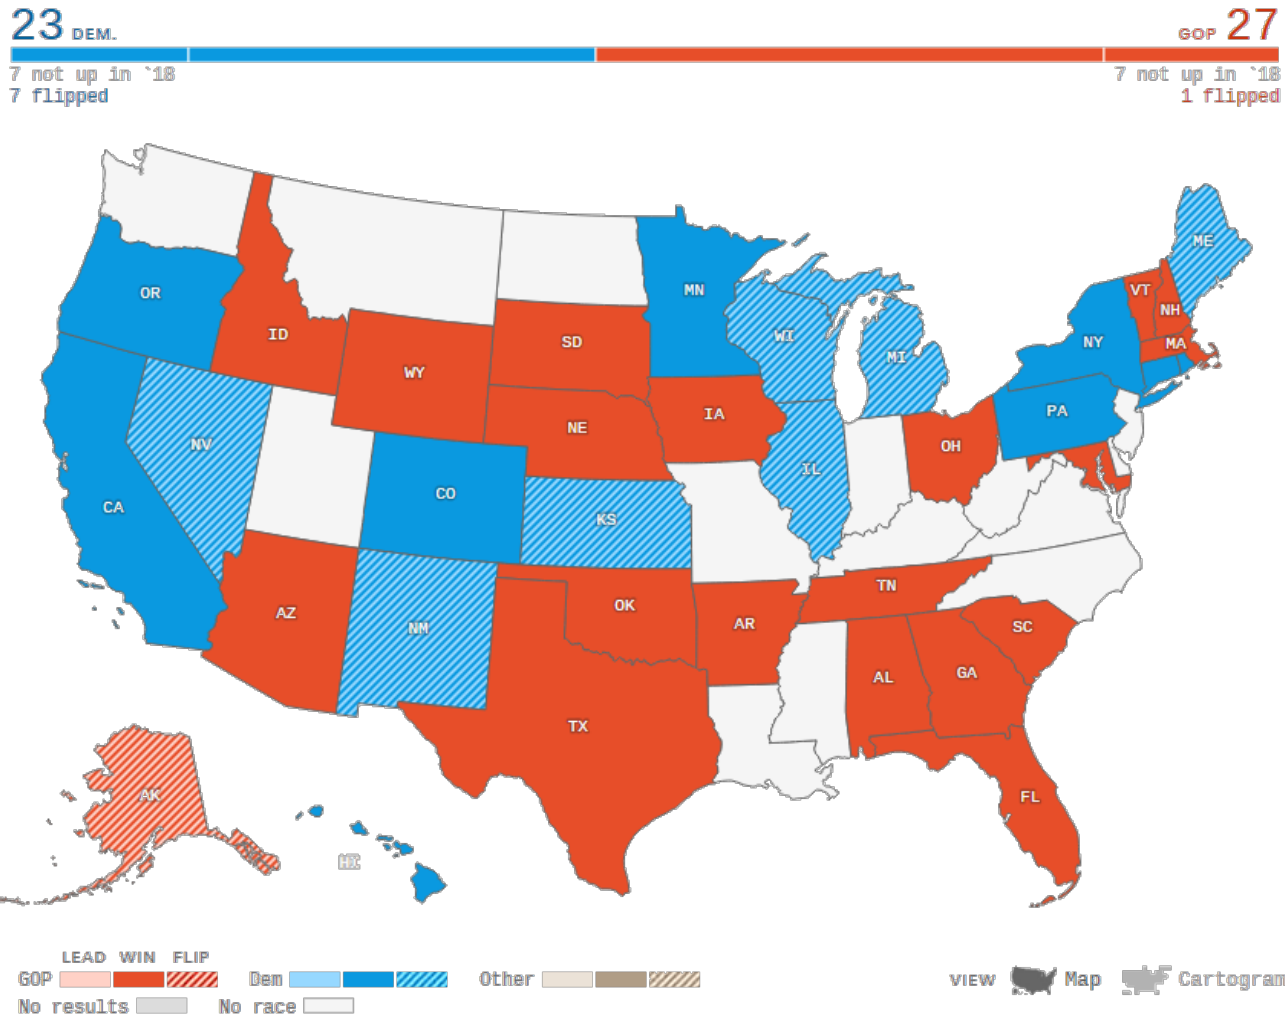 23 DEM.
GOP 27
7 not up in `18
7 not up in `18
7 flipped
1 flipped
ME
VT
OR
MN
NH
ID
WI
SD
NY
MA
MI
WY
PA
IA
NE
NV
OH
IL
CO
CA
KS
TN
OK
AZ
AR
NM
SC
GA
AL
TX
AK
FL
HI
LEAD WIN FLIP
GOP
Dem
Other
VIEW
Map
Cartogram
No results
No race